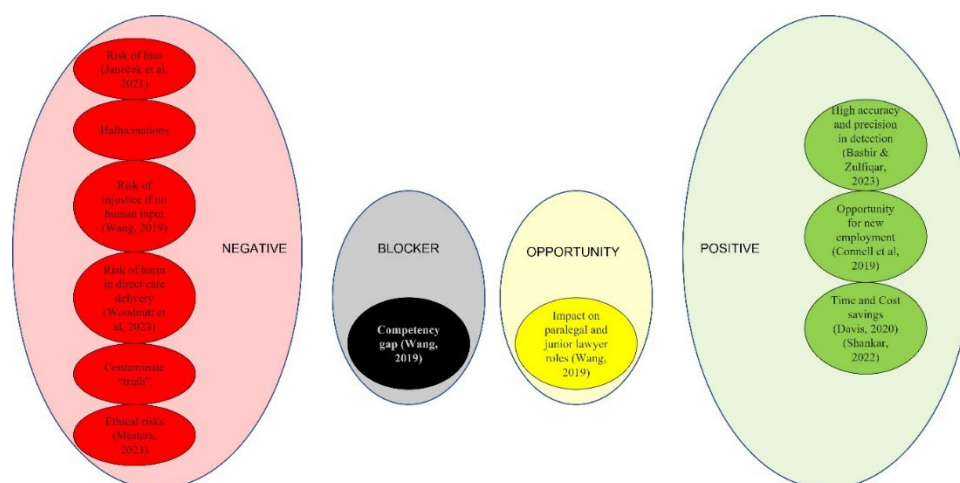 Risk of bias
(Janeček et al,
2021)
Hallucinations
Risk of
injustice if no
human input
(Wang, 2019)
Risk of harm
in direct care
delivery
(Woodnutt et
al, 2023)
Contaminate
"truth"
Ethical risks
(Masters,
2023)
NEGATIVE
BLOCKER
Competency
gap (Wang,
2019)
OPPORTUNITY
Impact on
paralegal and
junior lawyer
roles (Wang,
2019)
POSITIVE
High accuracy
and precision
in detection
(Bashir &
Zulfiqar,
2023)
Opportunity
for new
employment
(Connell et al,
2019)
Time and Cost
savings
(Davis, 2020)
(Shankar,
2022)